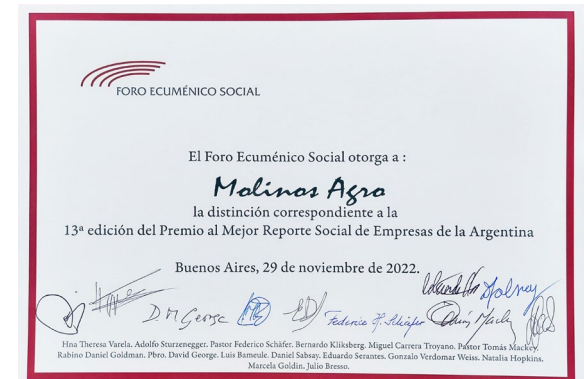 FORO ECUMÉNICO SOCIAL
El Foro Ecuménico Social otorga a :
Molinos Agro
la distinción correspondiente a la
13ª edición del Premio al Mejor Reporte Social de Empresas de la Argentina
Buenos Aires, 29 de noviembre de 2022.
D. M George
Federico H. Schäfer
Hna Theresa Varela. Adolfo Sturzenegger. Pastor Federico Schäfer. Bernardo Kliksberg. Miguel Carrera Troyano. Pastor Tomás Mackey.
Rabino Daniel Goldman. Pbro. David George. Luis Bameule. Daniel Sabsay. Eduardo Serantes. Gonzalo Verdomar Weiss. Natalia Hopkins.
Marcela Goldin. Julio Bresso.